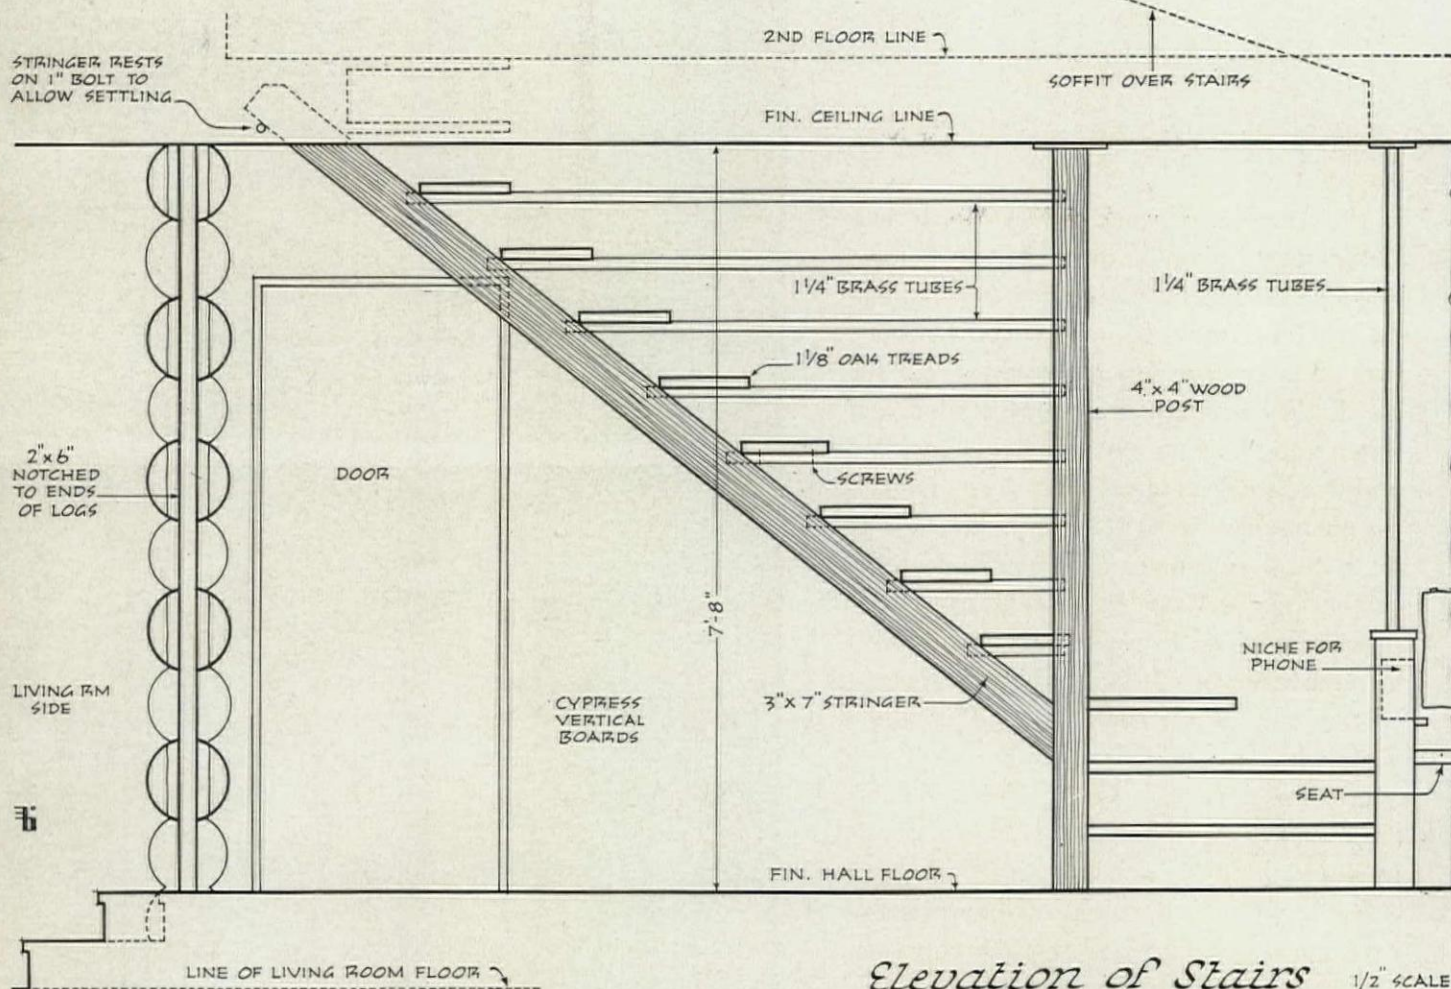 STRINGER RESTS
ON 1" BOLT TO
ALLOW SETTLING
2ND FLOOR LINE
SOFFIT OVER STAIRS
FIN. CEILING LINE
1 1/4" BRASS TUBES
1 1/4" BRASS TUBES
1 1/8" OAK TREADS
4" x 4" WOOD
POST
2"x6"
NOTCHED
TO ENDS
OF LOGS
DOOR
SCREWS
7'-8"
NICHE FOR
PHONE
LIVING RM
SIDE
CYPRESS
VERTICAL
BOARDS
3" x 7" STRINGER
SEAT
FIN. HALL FLOOR
LINE OF LIVING ROOM FLOOR
Elevation of Stairs
1/2" SCALE